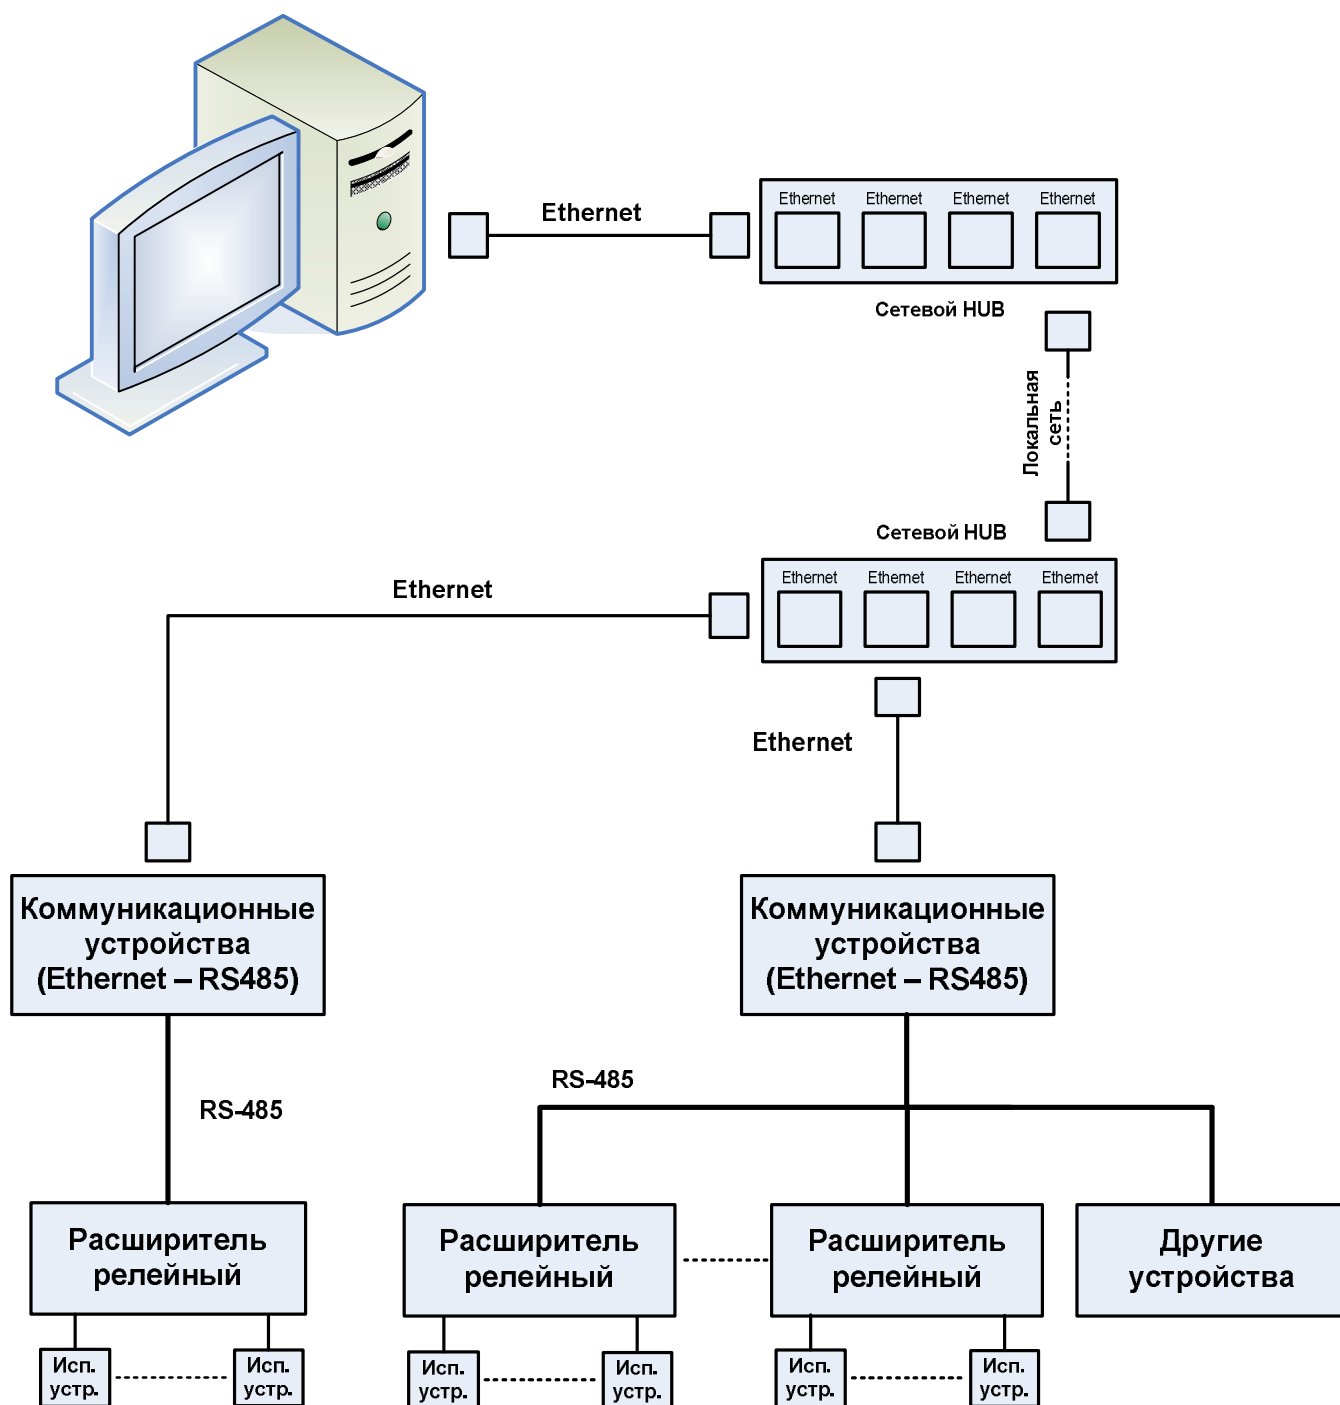 Ethernet
Ethernet Ethernet Ethernet Ethernet
Сетевой HUB
Локальная
сеть
Сетевой HUB
Ethernet
Ethernet Ethernet Ethernet Ethernet
Ethernet
Коммуникационные
устройства
(Ethernet – RS485)
Коммуникационные
устройства
(Ethernet – RS485)
RS-485
RS-485
Расширитель
релейный
Расширитель
релейный
Расширитель
релейный
Другие
устройства
Исп.
устр.
Исп.
устр.
Исп.
устр.
Исп.
устр.
Исп.
устр.
Исп.
устр.